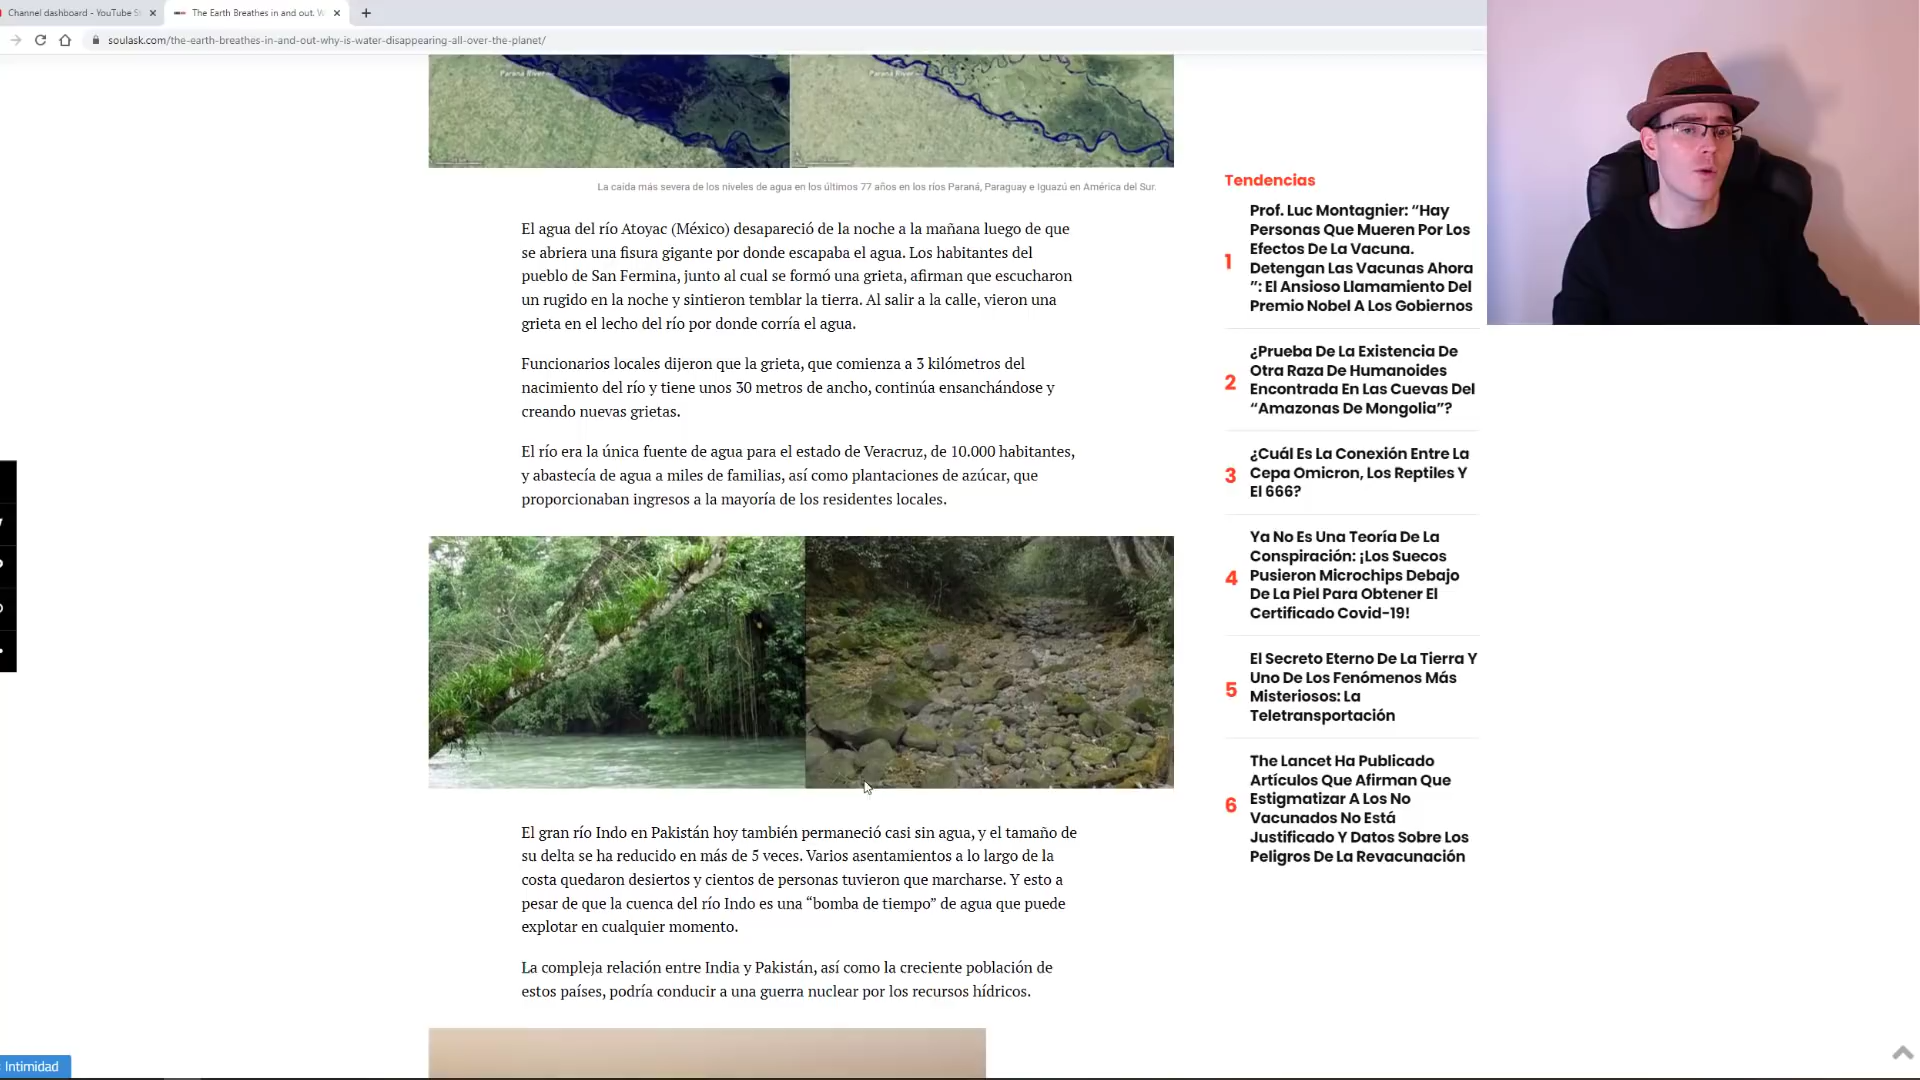 Channel dashboard - YouTube S
The Earth Breathes in and out. W
soulask.com/the-earth-breathes-in-and-out-why-is-water-disappearing-all-over-the-planet/
Paraná River
Paraná River
La caída más severa de los niveles de agua en los últimos 77 años en los ríos Paraná, Paraguay e Iguazú en América del Sur.
El agua del río Atoyac (México) desapareció de la noche a la mañana luego de que
se abriera una fisura gigante por donde escapaba el agua. Los habitantes del
pueblo de San Fermina, junto al cual se formó una grieta, afirman que escucharon
un rugido en la noche y sintieron temblar la tierra. Al salir a la calle, vieron una
grieta en el lecho del río por donde corría el agua.
Funcionarios locales dijeron que la grieta, que comienza a 3 kilómetros del
nacimiento del río y tiene unos 30 metros de ancho, continúa ensanchándose y
creando nuevas grietas.
El río era la única fuente de agua para el estado de Veracruz, de 10.000 habitantes,
y abastecía de agua a miles de familias, así como plantaciones de azúcar, que
proporcionaban ingresos a la mayoría de los residentes locales.
El gran río Indo en Pakistán hoy también permaneció casi sin agua, y el tamaño de
su delta se ha reducido en más de 5 veces. Varios asentamientos a lo largo de la
costa quedaron desiertos y cientos de personas tuvieron que marcharse. Y esto a
pesar de que la cuenca del río Indo es una “bomba de tiempo” de agua que puede
explotar en cualquier momento.
La compleja relación entre India y Pakistán, así como la creciente población de
estos países, podría conducir a una guerra nuclear por los recursos hídricos.
Tendencias
1
Prof. Luc Montagnier: “Hay
Personas Que Mueren Por Los
Efectos De La Vacuna.
Detengan Las Vacunas Ahora
”: El Ansioso Llamamiento Del
Premio Nobel A Los Gobiernos
2
¿Prueba De La Existencia De
Otra Raza De Humanoides
Encontrada En Las Cuevas Del
“Amazonas De Mongolia”?
3
¿Cuál Es La Conexión Entre La
Cepa Omicron, Los Reptiles Y
El 666?
4
Ya No Es Una Teoría De La
Conspiración: ¡Los Suecos
Pusieron Microchips Debajo
De La Piel Para Obtener El
Certificado Covid-19!
5
El Secreto Eterno De La Tierra Y
Uno De Los Fenómenos Más
Misteriosos: La
Teletransportación
6
The Lancet Ha Publicado
Artículos Que Afirman Que
Estigmatizar A Los No
Vacunados No Está
Justificado Y Datos Sobre Los
Peligros De La Revacunación
Intimidad